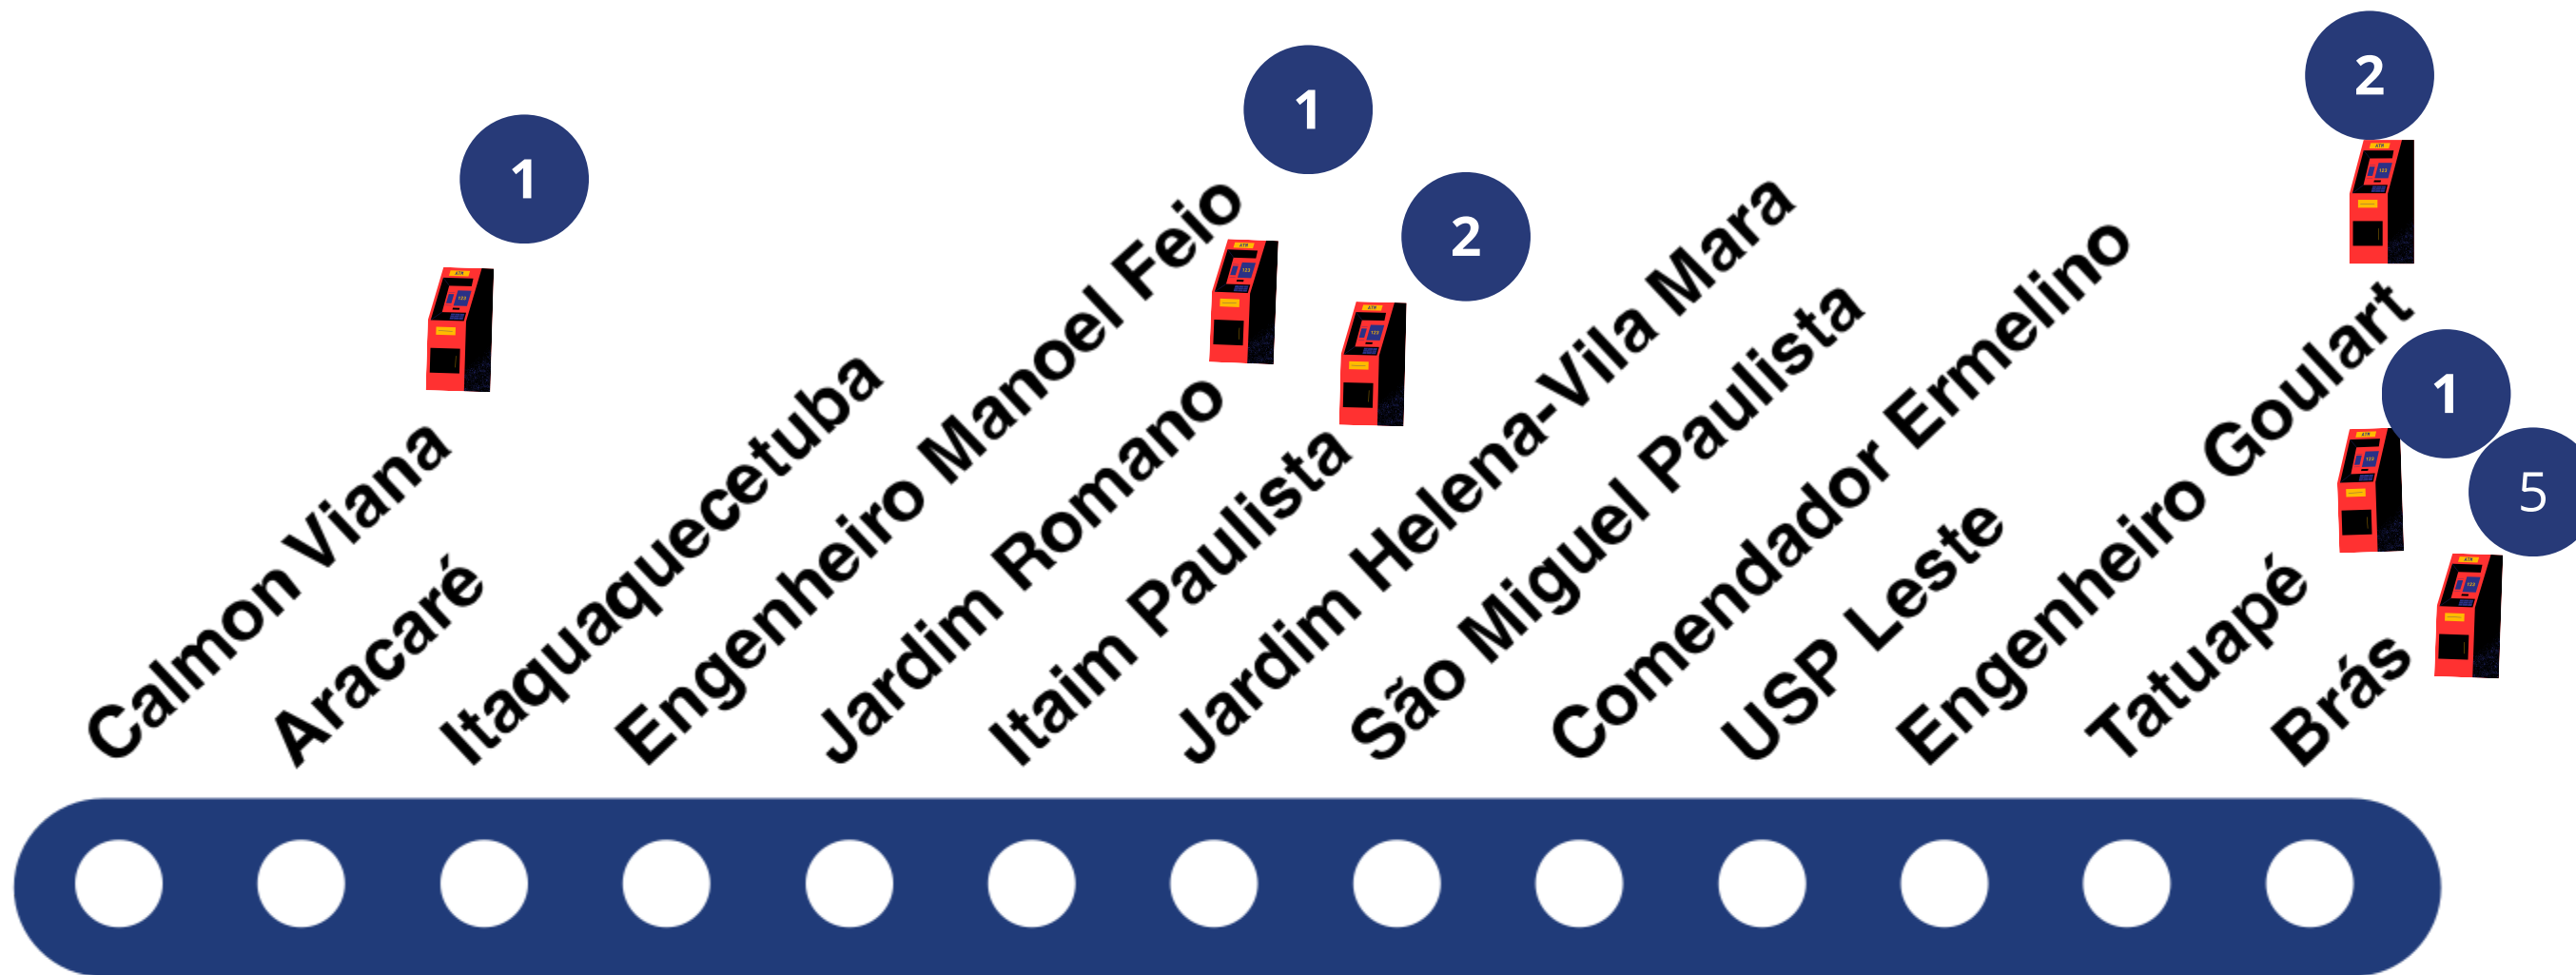 Calmon Viana
1
Aracaré
Itaquaquecetuba
Engenheiro Manoel Feio
Jardim Romano
1
Itaim Paulista
2
Jardim Helena-Vila Mara
São Miguel Paulista
Comendador Ermelino
USP Leste
Engenheiro Goulart
2
Tatuapé
1
Brás
5